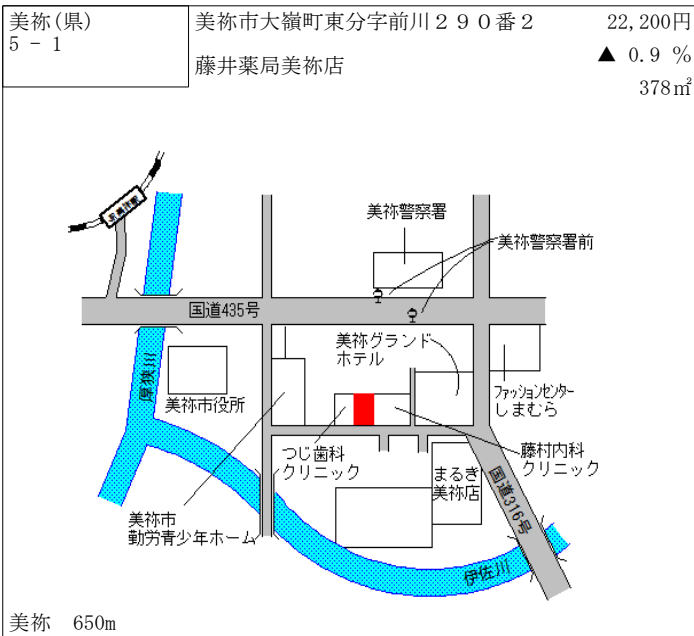 美祢(県)
5 - 1
美祢市大嶺町東分字前川２９０番２
22,200円
藤井薬局美祢店
▲ 0.9 %
378㎡
JR美祢駅
美祢警察署
美祢警察署前
国道435号
美祢グランド
ホテル
厚狭川
美祢市役所
ファッションセンター
しまむら
つじ歯科
クリニック
藤村内科
クリニック
まるき
美祢店
国道316号
美祢市
勤労青少年ホーム
伊佐川
美祢　650m